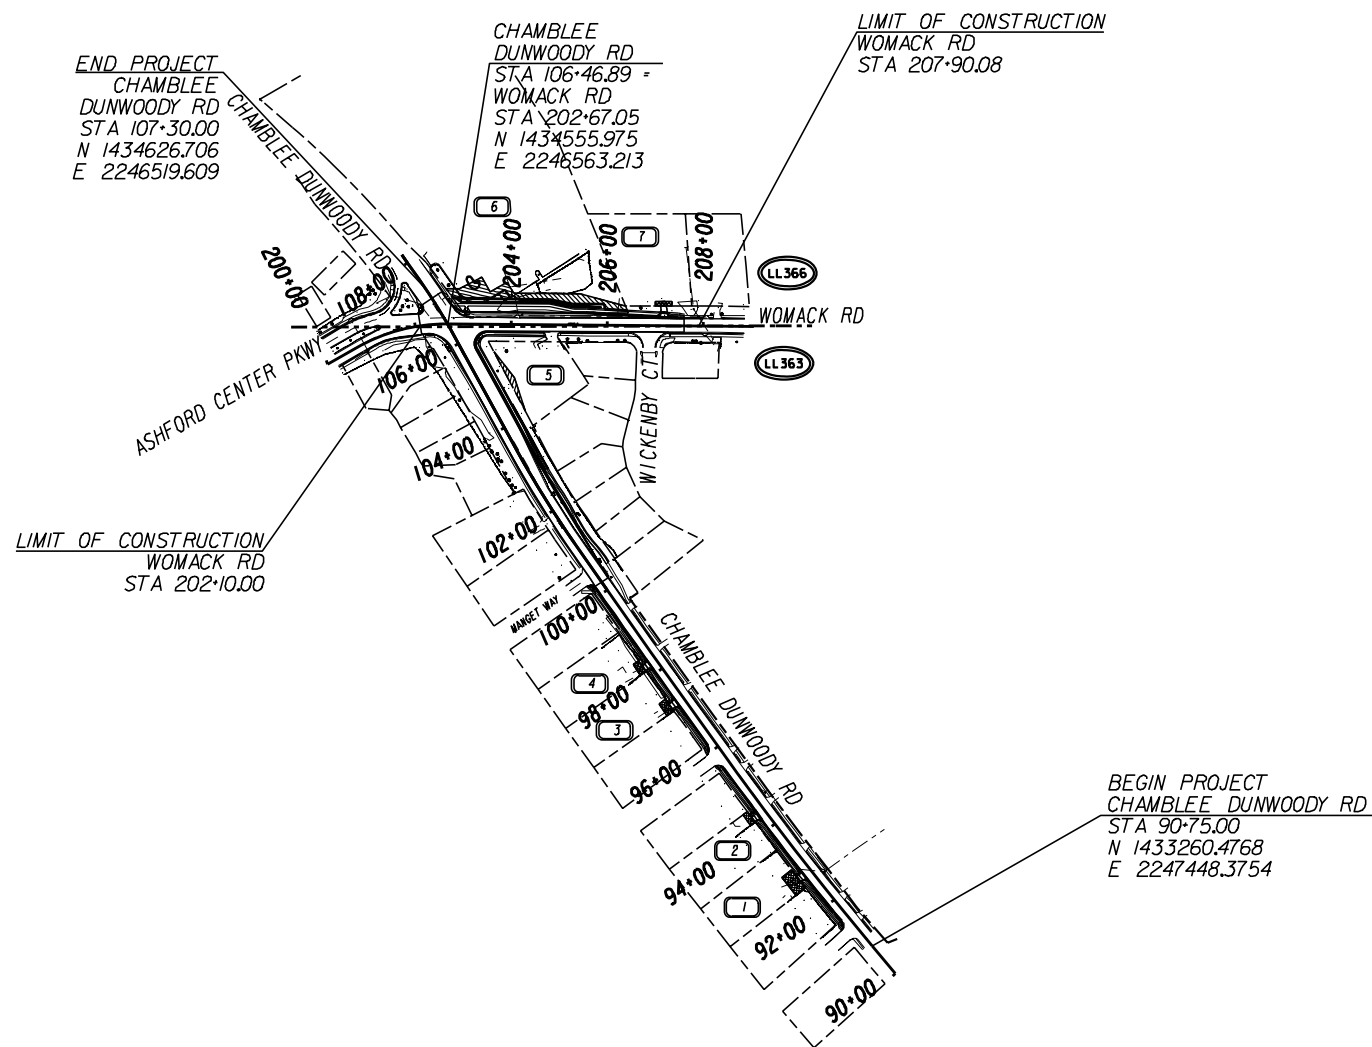 END PROJECT
CHAMBLEE
DUNWOODY RD
STA 107+30.00
N 1434626.706
E 2246519.609
CHAMBLEE
DUNWOODY RD
STA 106+46.89 =
WOMACK RD
STA 202+67.05
N 1434555.975
E 2246563.213
LIMIT OF CONSTRUCTION
WOMACK RD
STA 207+90.08
CHAMBLEE DUNWOODY RD
6
7
200+00
108+00
204+00
206+00
208+00
LL366
WOMACK RD
LL363
ASHFORD CENTER PKWY
106+00
5
WICKENBY CT
104+00
102+00
LIMIT OF CONSTRUCTION
WOMACK RD
STA 202+10.00
MANGET WAY
100+00
CHAMBLEE DUNWOODY RD
4
98+00
3
96+00
BEGIN PROJECT
CHAMBLEE DUNWOODY RD
STA 90+75.00
N 1433260.4768
E 2247448.3754
2
94+00
1
92+00
90+00